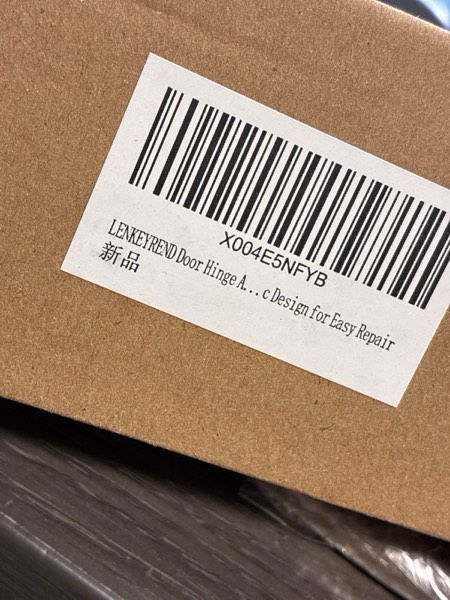 X004E5NFYB
LENKEYREND Door Hinge A...c Design for Easy Repair
新品